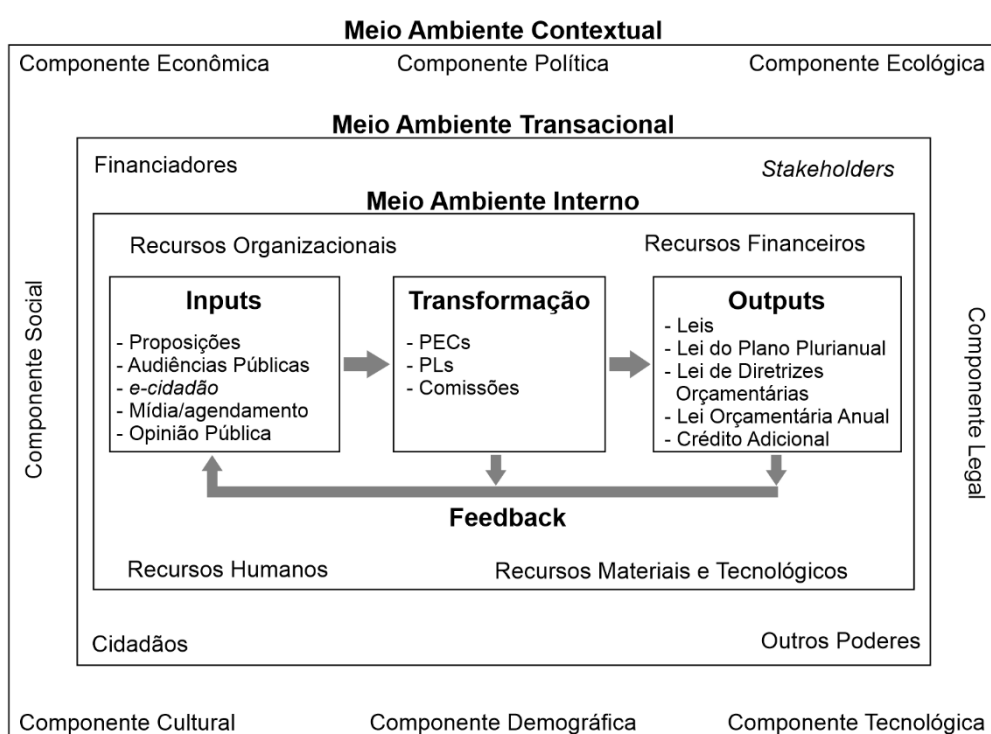 Meio Ambiente Contextual
Componente Econômica
Componente Política
Componente Ecológica
Meio Ambiente Transacional
Financiadores
Stakeholders
Meio Ambiente Interno
Recursos Organizacionais
Recursos Financeiros
Componente Social
Inputs
- Proposições
- Audiências Públicas
- e-cidadão
- Mídia/agendamento
- Opinião Pública
Transformação
- PECs
- PLs
- Comissões
Outputs
- Leis
- Lei do Plano Plurianual
- Lei de Diretrizes
Orçamentárias
- Lei Orçamentária Anual
- Crédito Adicional
Componente Legal
Feedback
Recursos Humanos
Recursos Materiais e Tecnológicos
Cidadãos
Outros Poderes
Componente Cultural
Componente Demográfica
Componente Tecnológica